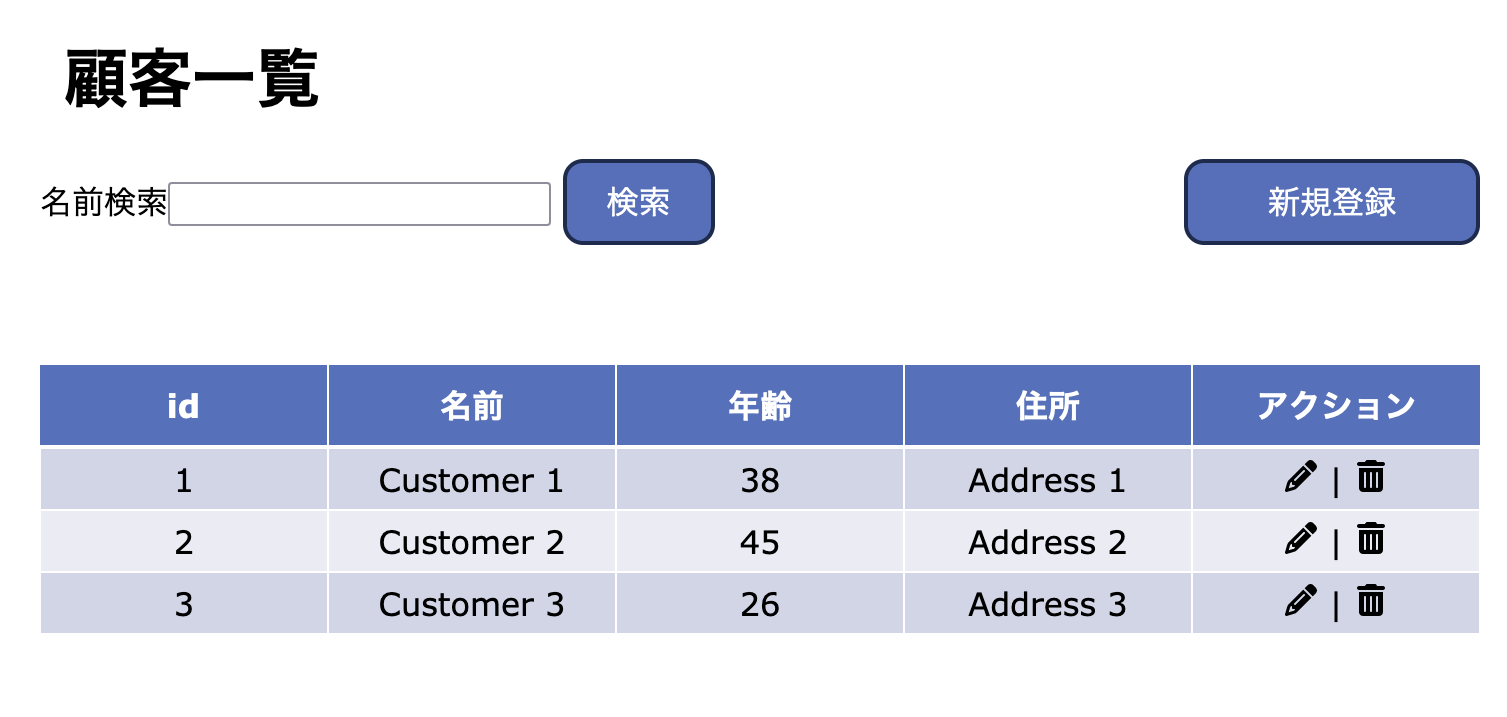 顧客一覧
名前検索 検索 新規登録
id 名前 年齢 住所 アクション
1 Customer 1 38 Address 1 |
2 Customer 2 45 Address 2 |
3 Customer 3 26 Address 3 |